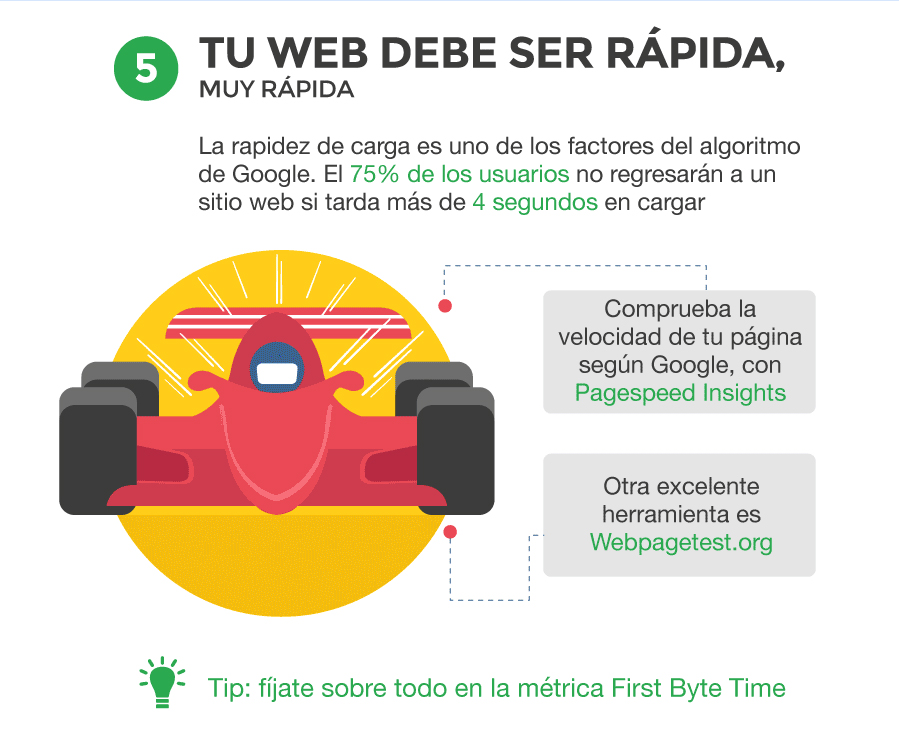 5
TU WEB DEBE SER RÁPIDA,
MUY RÁPIDA
La rapidez de carga es uno de los factores del algoritmo
de Google. El 75% de los usuarios no regresarán a un
sitio web si tarda más de 4 segundos en cargar
Comprueba la
velocidad de tu página
según Google, con
Pagespeed Insights
Otra excelente
herramienta es
Webpagetest.org
Tip: fíjate sobre todo en la métrica First Byte Time